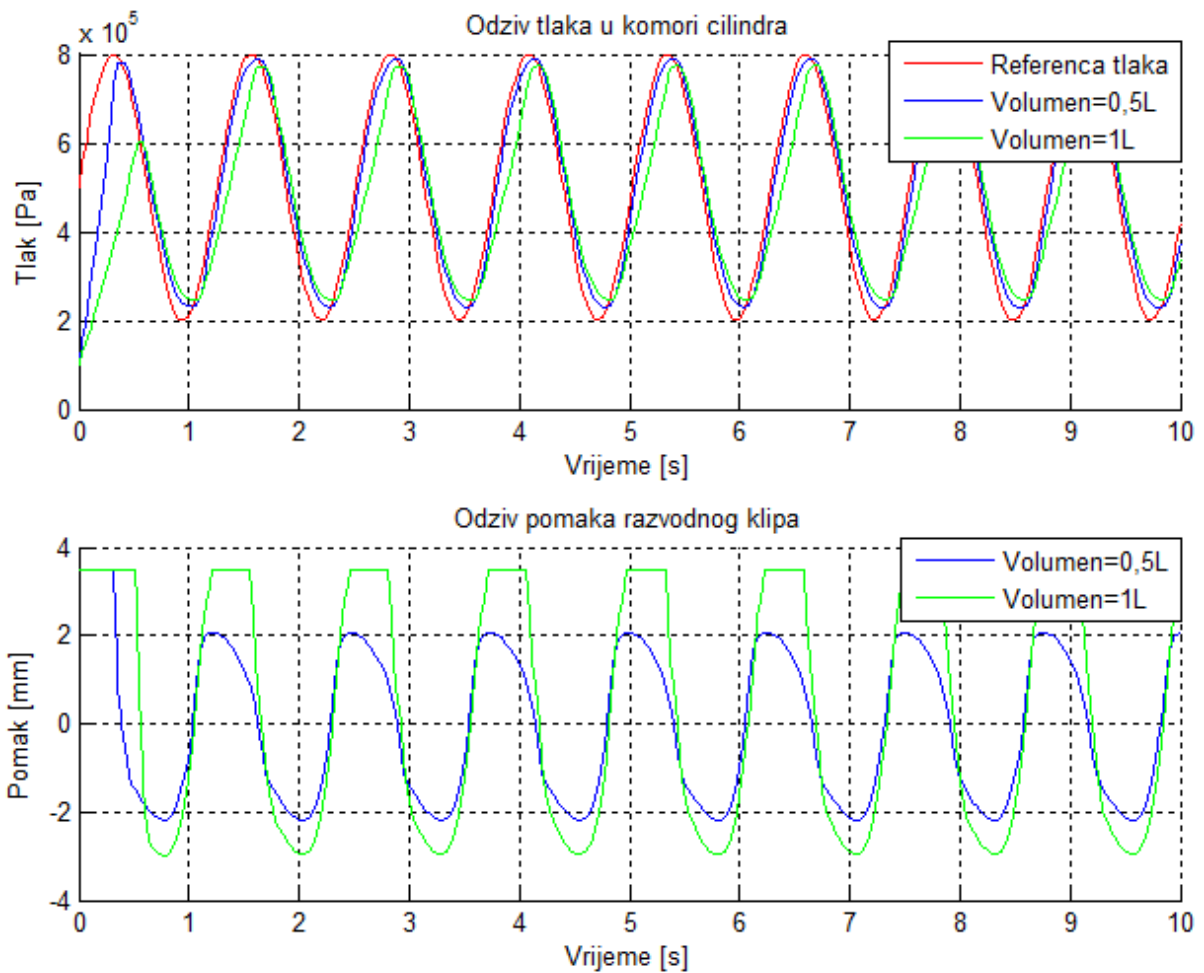 Odziv tlaka u komori cilindra
x 10⁵
8
6
4
2
0
Tlak [Pa]
Referenca tlaka
Volumen=0,5L
Volumen=1L
0 1 2 3 4 5 6 7 8 9 10
Vrijeme [s]
Odziv pomaka razvodnog klipa
4
2
0
-2
-4
Pomak [mm]
Volumen=0,5L
Volumen=1L
0 1 2 3 4 5 6 7 8 9 10
Vrijeme [s]